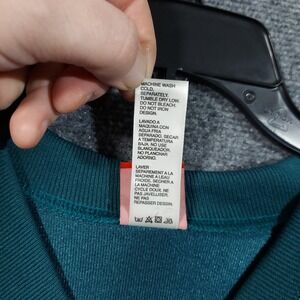 MACHINE WASH
COLD,
SEPARATELY
TUMBLE DRY LOW.
DO NOT BLEACH.
DO NOT IRON
DESIGN.
LAVADO A
MAQUINA CON
AGUA FRIA
SEPARADO. SECAR
A TEMPERATURA
BAJA. NO USE
BLANQUEADOR.
NO PLANCHAR
ADORNO.
LAVER
SEPAREMENT A LA
MACHINE A L'EAU
FROIDE. SECHER A
LA MACHINE
CYCLE DOUX. NE
PAS JAVELLISER.
NE PAS
REPASSER DESSIN.